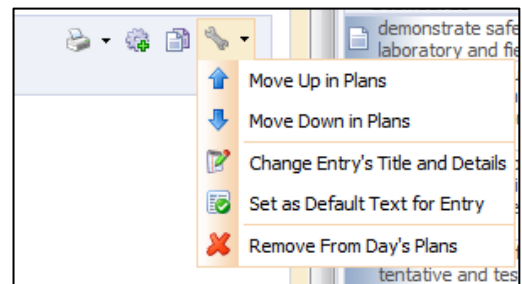 demonstrate safe
laboratory and fie
Move Up in Plans
Move Down in Plans
Change Entry's Title and Details
Set as Default Text for Entry
Remove From Day's Plans
tentative and tes